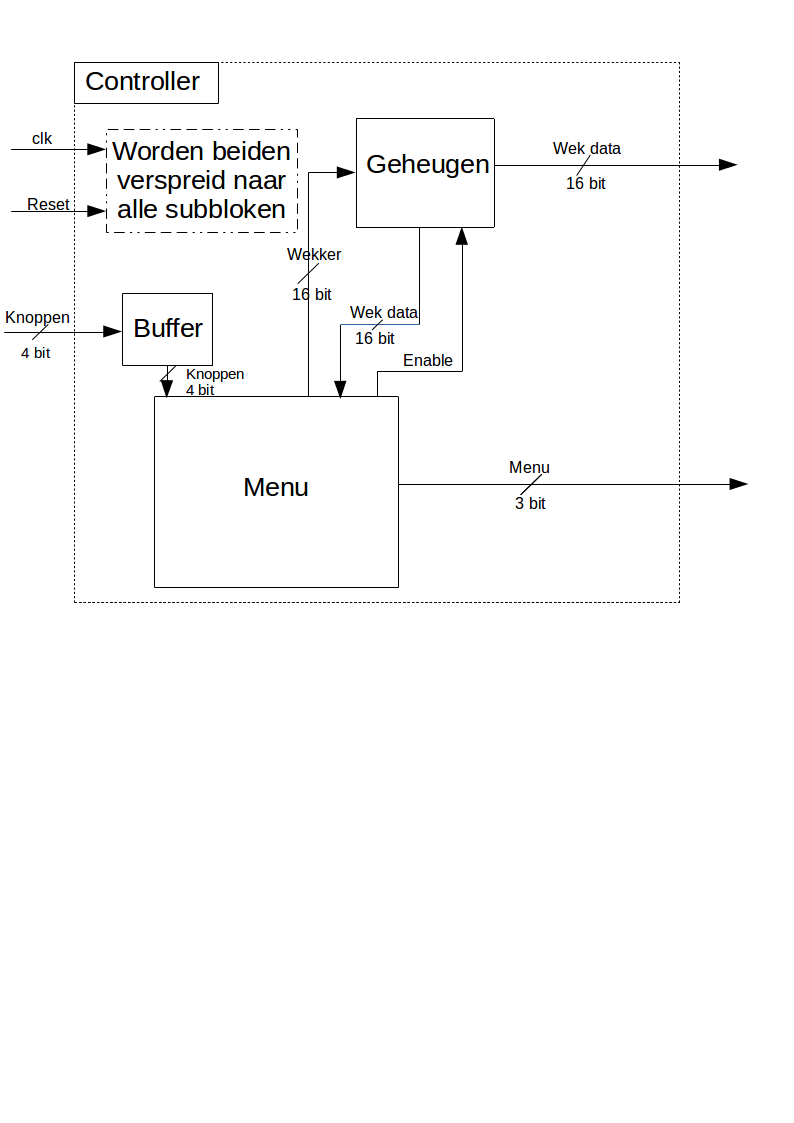 Controller
clk
Worden beiden
verspreid naar
alle subbloken
Reset
Geheugen
Wek data
16 bit
Wekker
16 bit
Knoppen
4 bit
Buffer
Wek data
16 bit
Enable
Knoppen
4 bit
Menu
Menu
3 bit